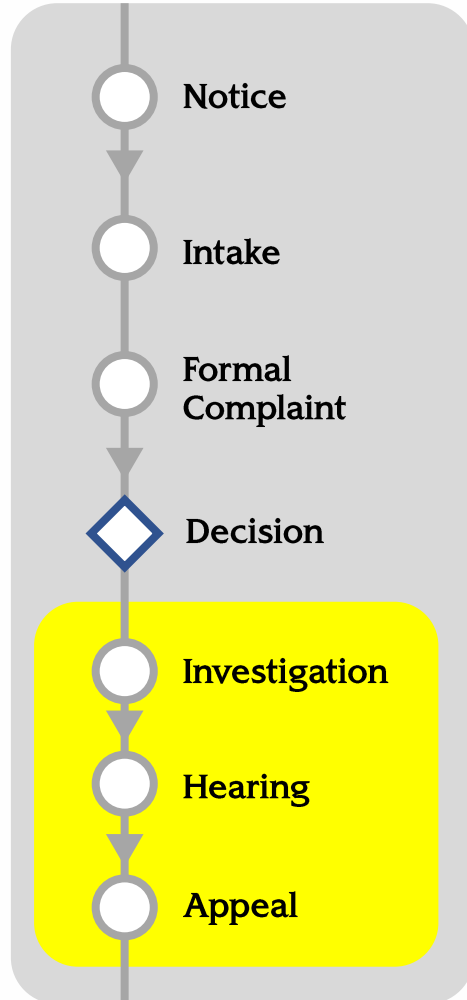 Notice
Intake
Formal
Complaint
Decision
Investigation
Hearing
Appeal